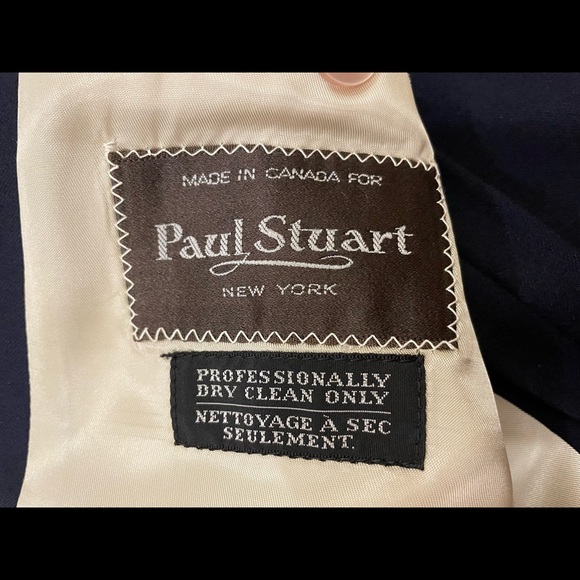 MADE IN CANADA FOR
Paul Stuart
NEW YORK
PROFESSIONALLY
DRY CLEAN ONLY
NETTOYAGE À SEC
SEULEMENT.